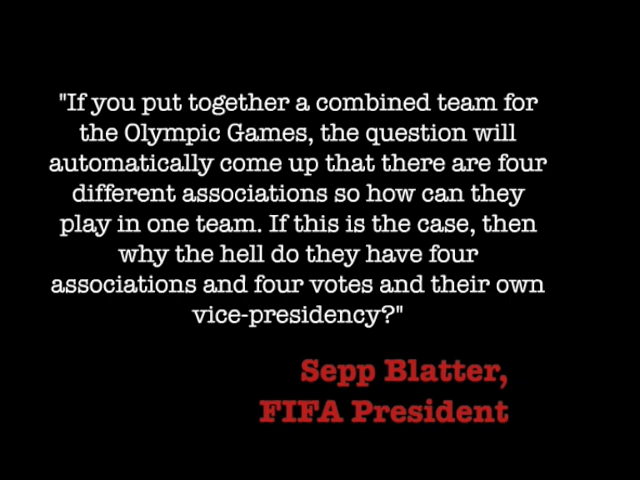 "If you put together a combined team for
the Olympic Games, the question will
automatically come up that there are four
different associations so how can they
play in one team. If this is the case, then
why the hell do they have four
associations and four votes and their own
vice-presidency?"
Sepp Blatter,
FIFA President